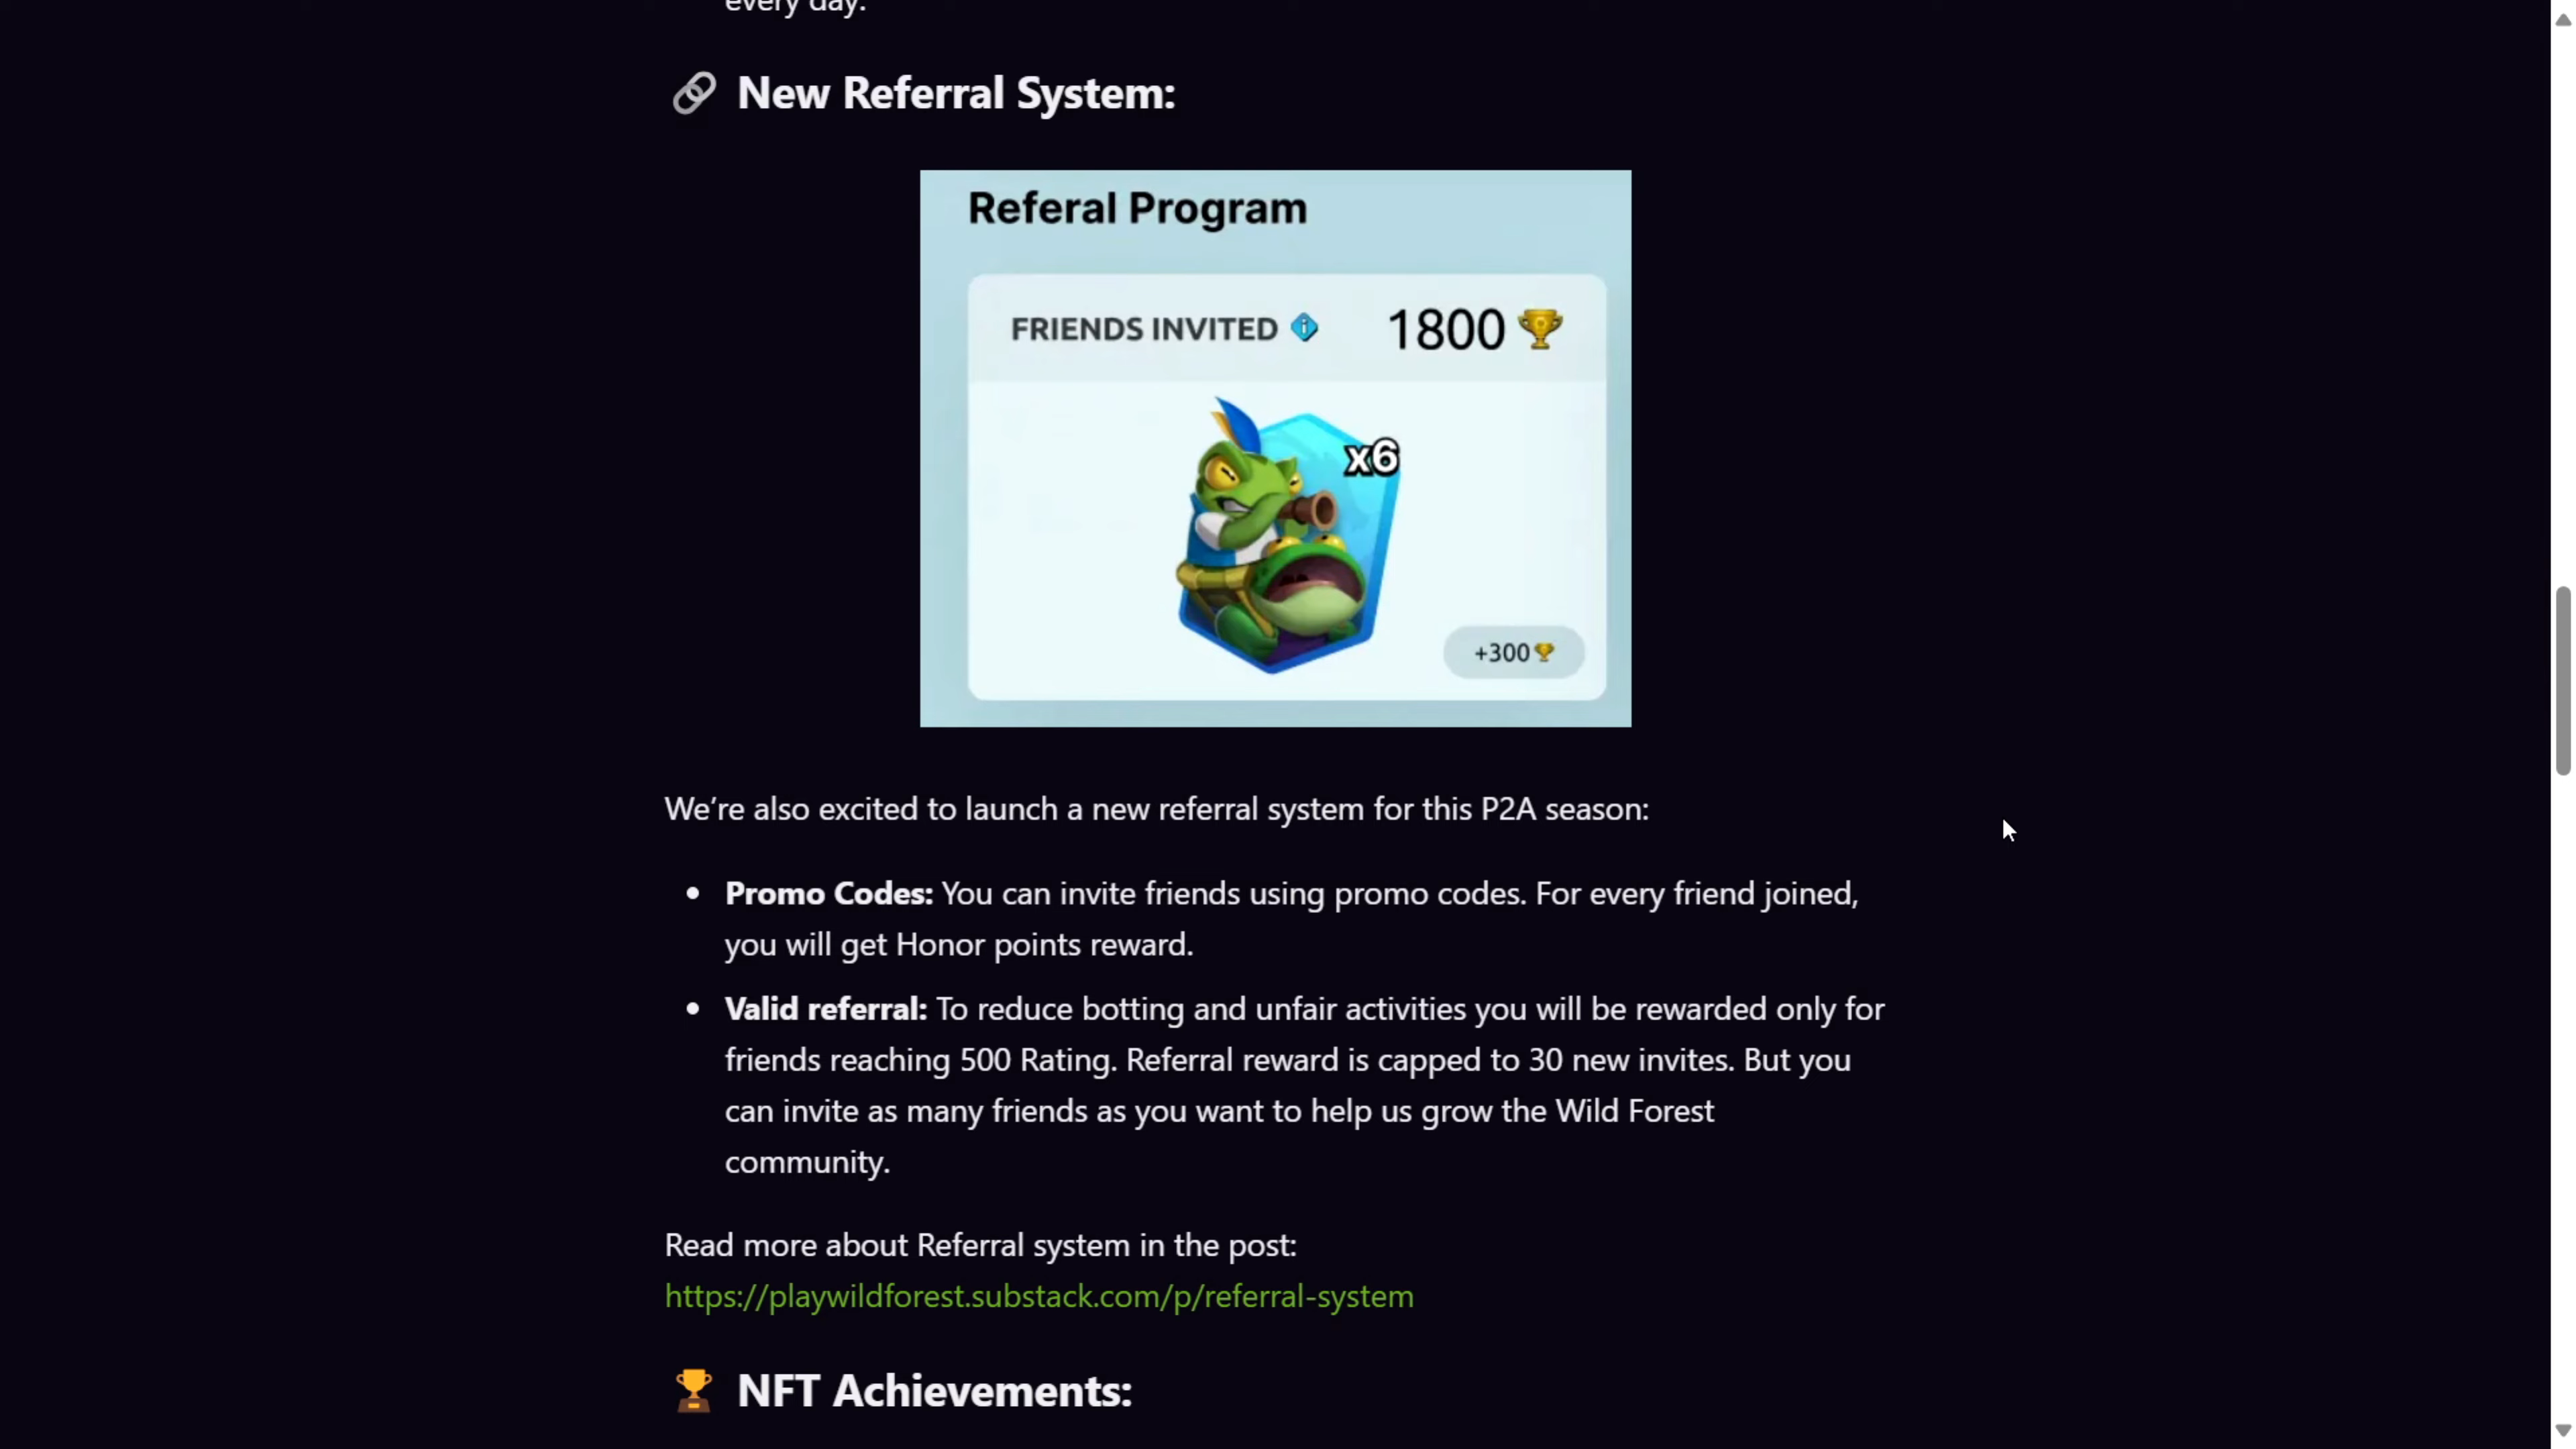 every day.
New Referral System:
Referal Program
FRIENDS INVITED 1800
x6
+300
We're also excited to launch a new referral system for this P2A season:
Promo Codes: You can invite friends using promo codes. For every friend joined,
you will get Honor points reward.
Valid referral: To reduce botting and unfair activities you will be rewarded only for
friends reaching 500 Rating. Referral reward is capped to 30 new invites. But you
can invite as many friends as you want to help us grow the Wild Forest
community.
Read more about Referral system in the post:
https://playwildforest.substack.com/p/referral-system
NFT Achievements: